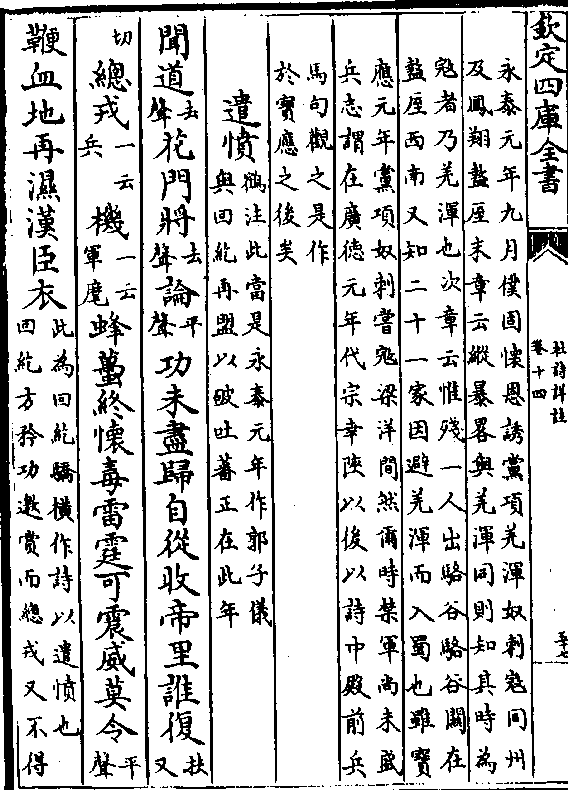 欽定四庫全書
杜詩詳註
卷十四
永泰元年九月僕固懷恩誘黨項羌渾奴刺寇同州
及鳳翔盩厔末章云縱暴畧與羌渾同則知其時為
寇者乃羌渾也次章云惟殘一人出駱谷駱谷關在
盩厔西南又知二十一家因避羌渾而入蜀也雖寶
應元年黨項奴刺嘗寇梁洋間然爾時禁軍尚未盛
兵志謂在廣德元年代宗幸陝以後以詩中殿前兵
馬句觀之是作
於寶應之後矣
遣憤
鶴注此當是永泰元年作郭子儀
與回紇再盟以破吐蕃正在此年
聞道
去
聲
花門將
去
聲
論
平
聲
功未盡歸自從收帝里誰復
扶
又
切
總戎
一云
兵
機
一云
軍麾
蜂蠆終懷毒雷霆可震威莫令
平
聲
鞭血地再濕漢臣衣
此為回紇驕橫作詩以遣憤也
回紇方矜功邀賞而總戎又不得